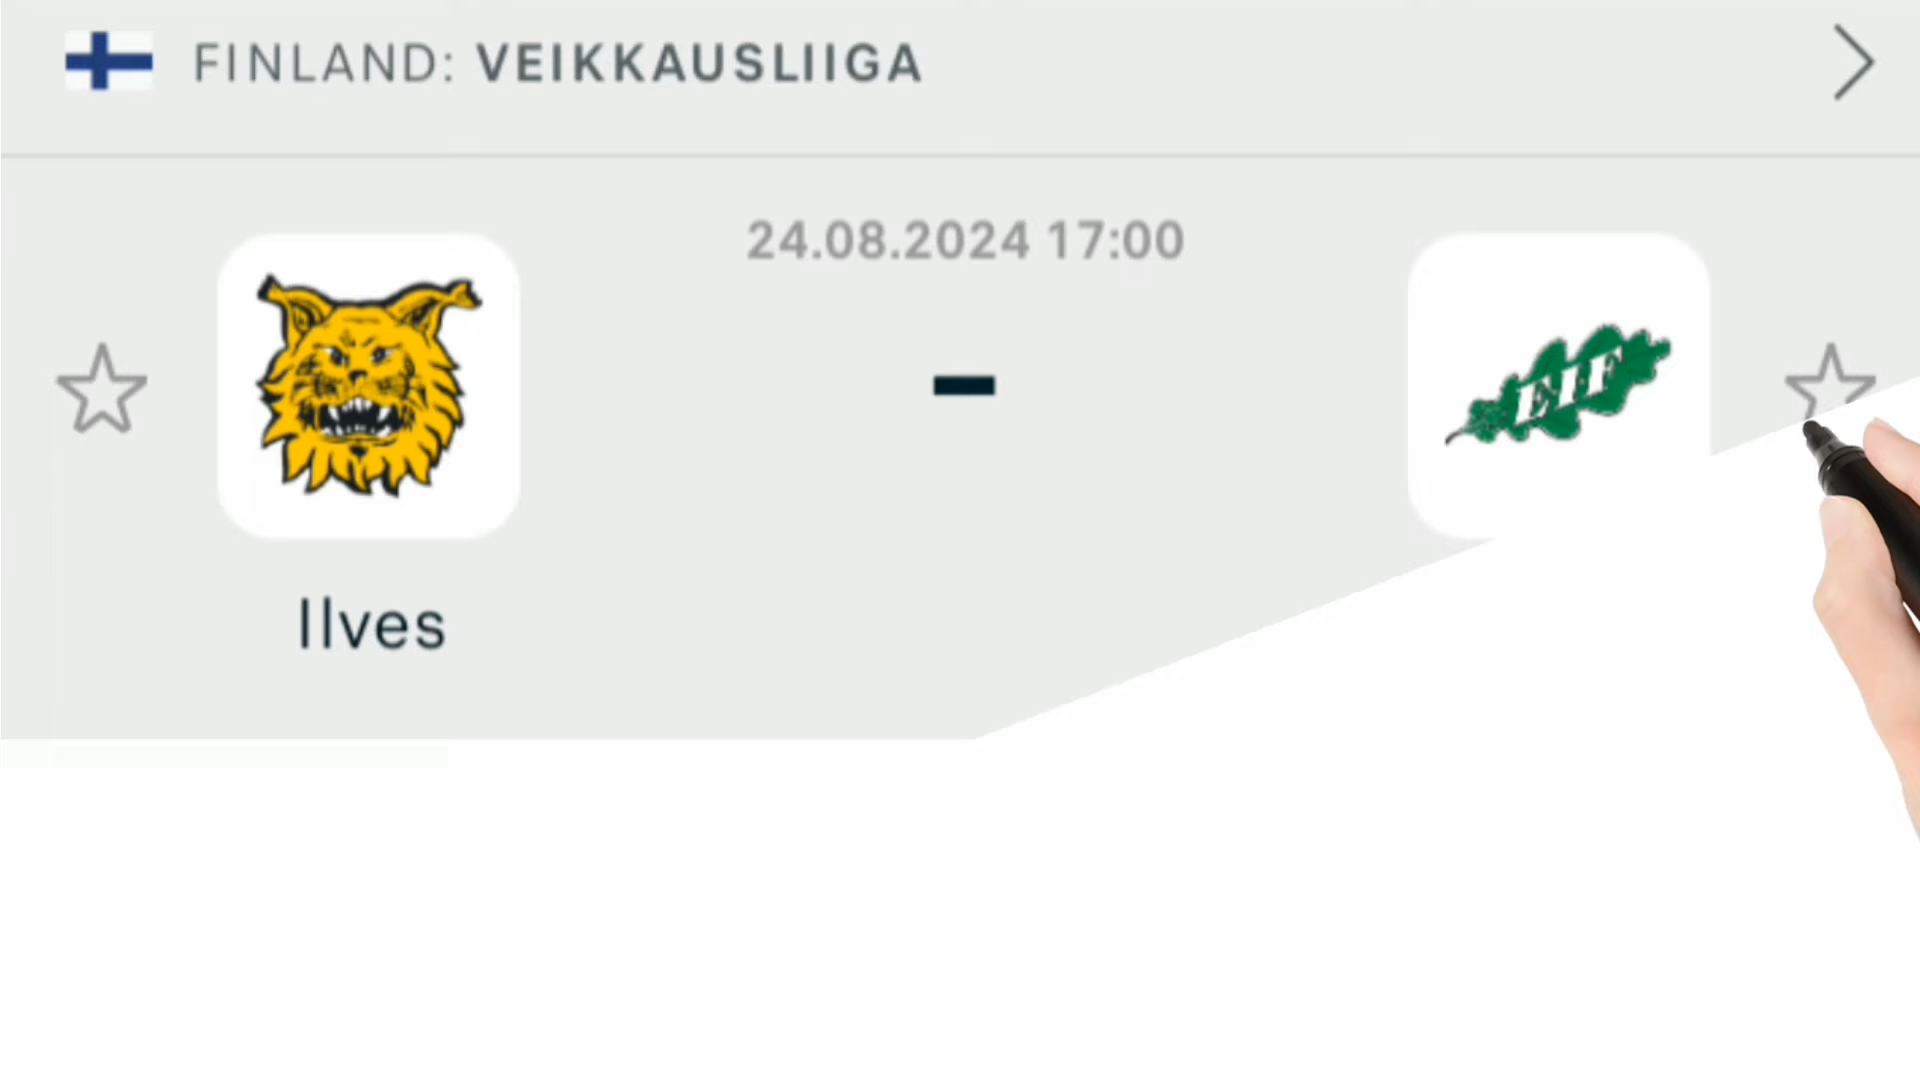 FINLAND: VEIKKAUSLIIGA
24.08.2024 17:00
-
EIF
Ilves